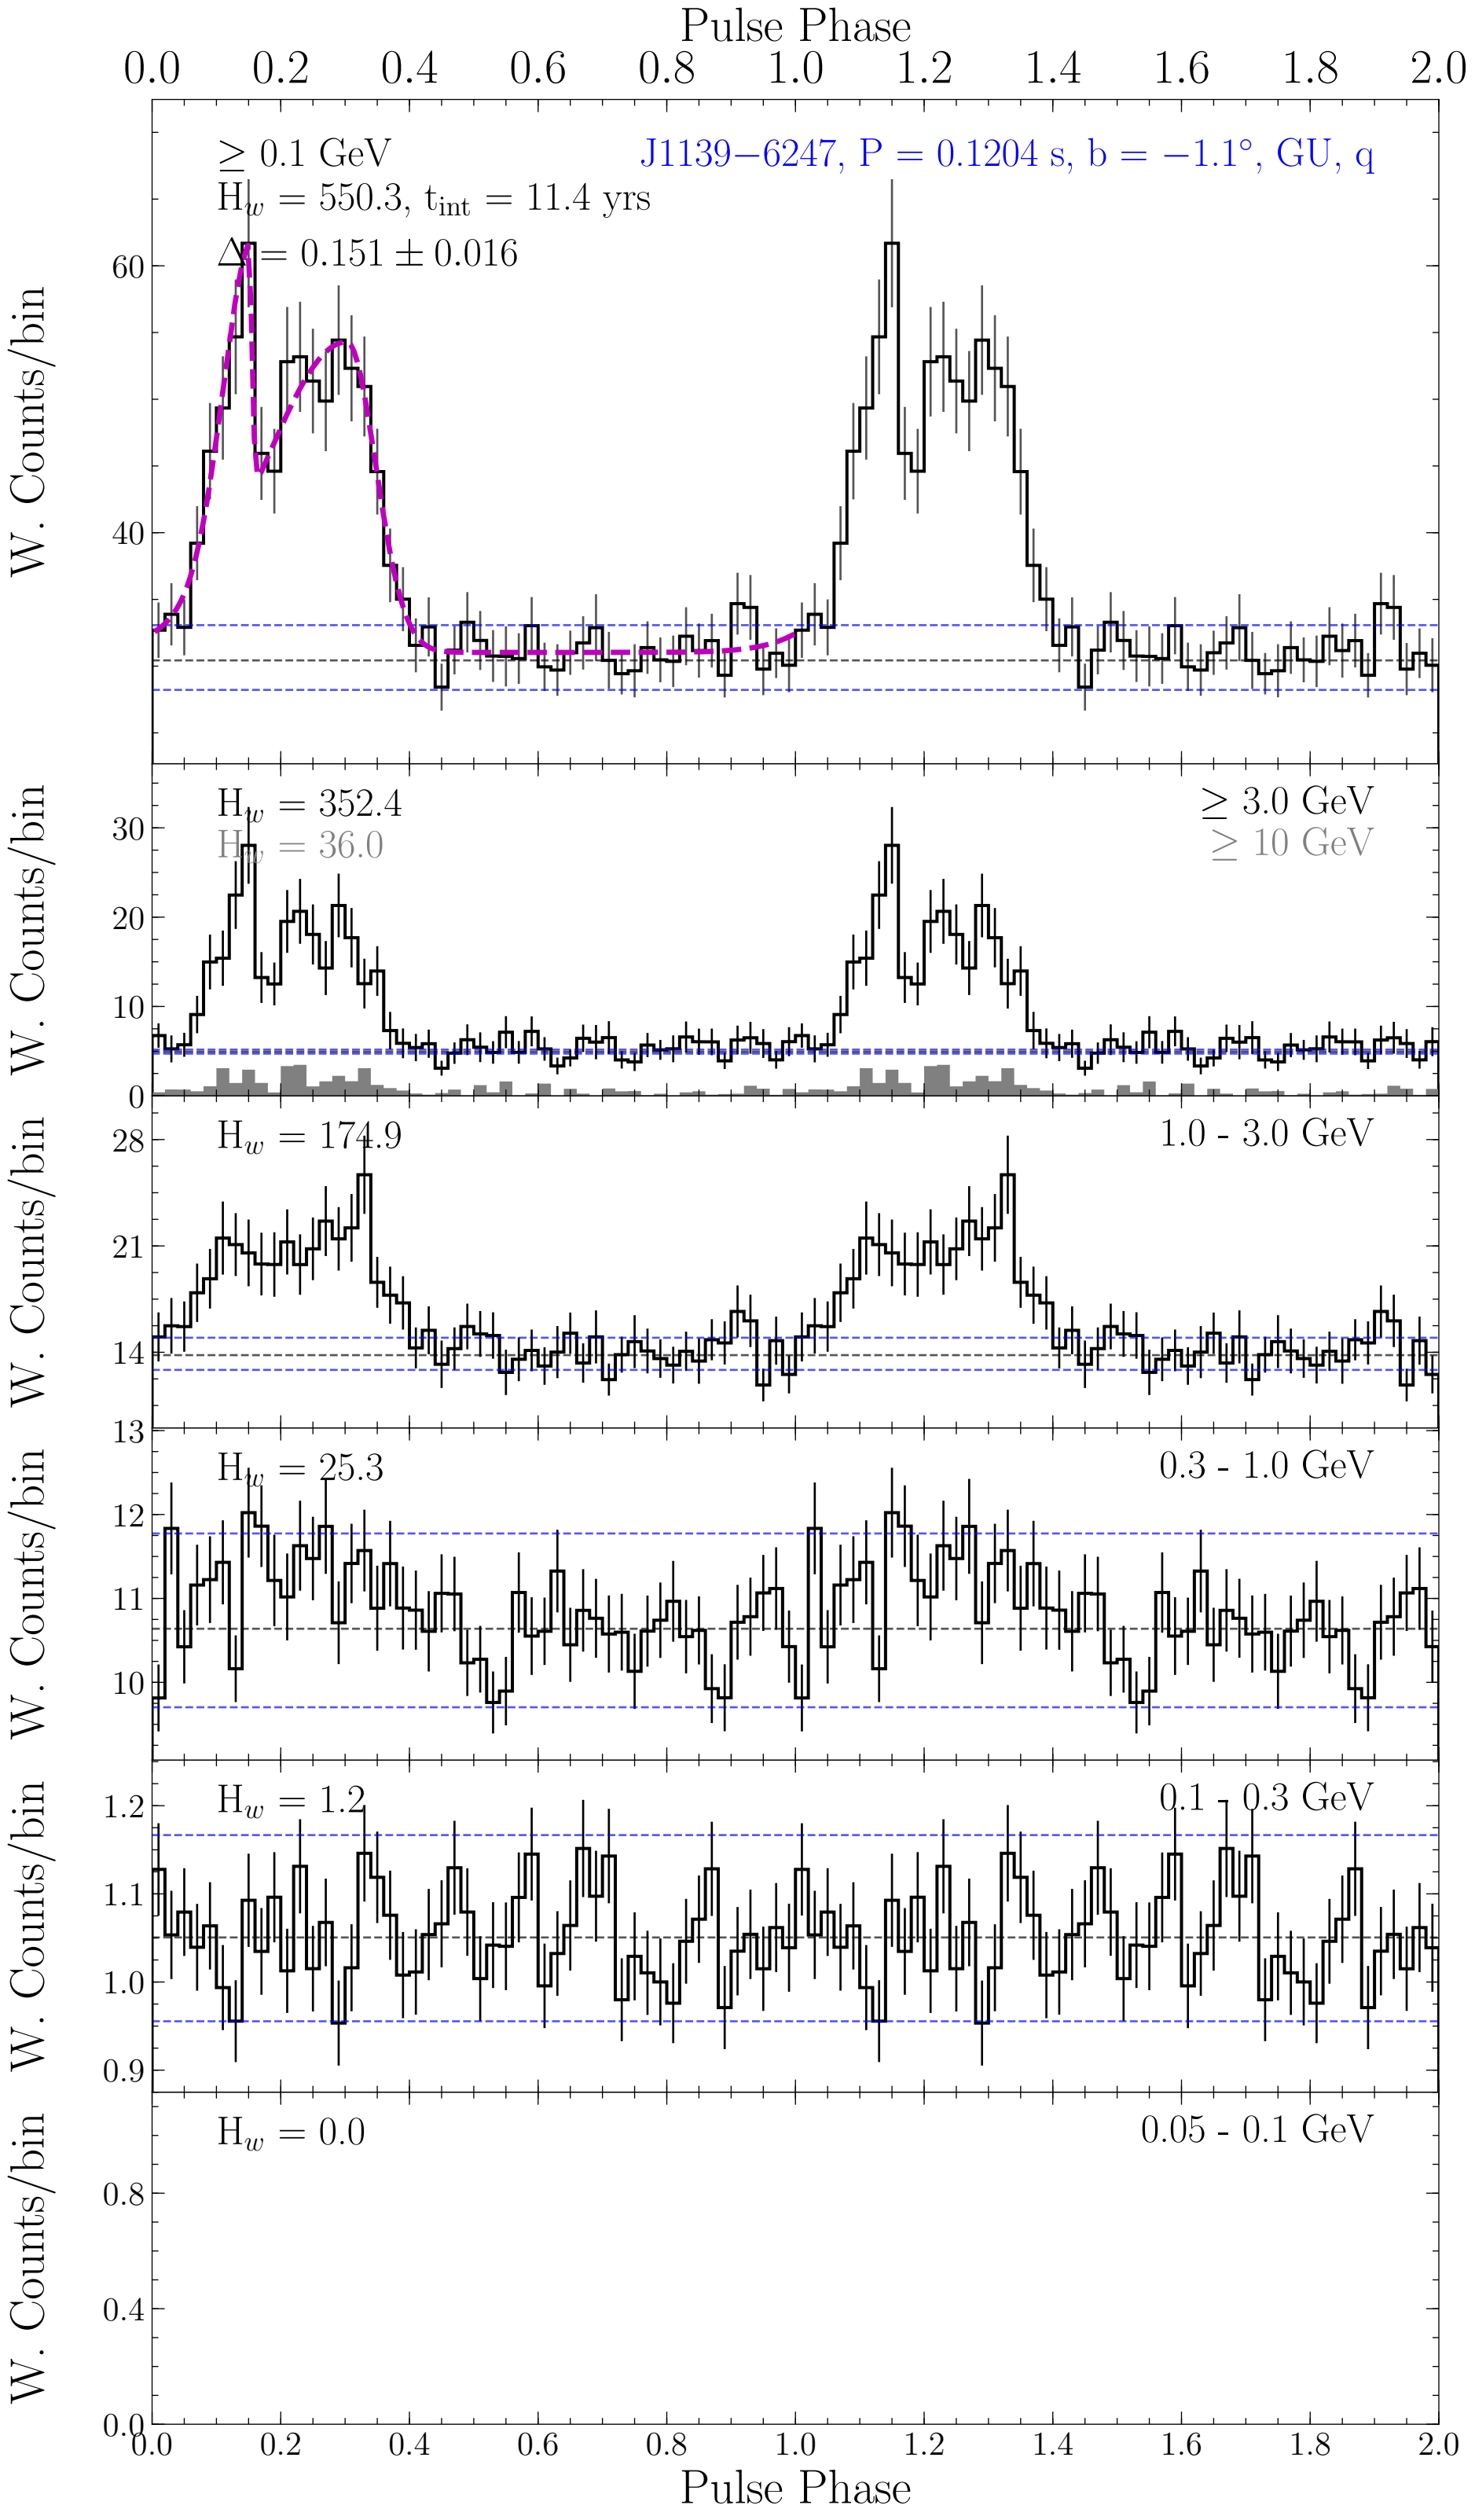 Pulse Phase
0.0 0.2 0.4 0.6 0.8 1.0 1.2 1.4 1.6 1.8 2.0
≥ 0.1 GeV
J1139−6247, P = 0.1204 s, b = −1.1°, GU, q
H_w = 550.3, t_int = 11.4 yrs
Δ = 0.151 ± 0.016
60
40
W. Counts/bin
H_w = 352.4
≥ 3.0 GeV
H_w = 36.0
≥ 10 GeV
30
20
10
0
W. Counts/bin
H_w = 174.9
1.0 - 3.0 GeV
28
21
14
W. Counts/bin
13
H_w = 25.3
0.3 - 1.0 GeV
12
11
10
W. Counts/bin
H_w = 1.2
0.1 - 0.3 GeV
1.2
1.1
1.0
0.9
W. Counts/bin
H_w = 0.0
0.05 - 0.1 GeV
0.8
0.4
0.0
W. Counts/bin
0.0 0.2 0.4 0.6 0.8 1.0 1.2 1.4 1.6 1.8 2.0
Pulse Phase